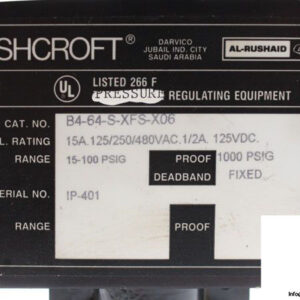 SHCROFT®
DARVICO
JUBAIL IND. CITY
SAUDI ARABIA
AL-RUSHAID
UL LISTED 266 F
PRESSURE REGULATING EQUIPMENT
CAT. NO. B4-64-S-XFS-X06
L. RATING 15A.125/250/480VAC.1/2A. 125VDC.
RANGE 15-100 PSIG PROOF 1000 PSIG
DEADBAND FIXED
ERIAL NO. IP-401
RANGE PROOF